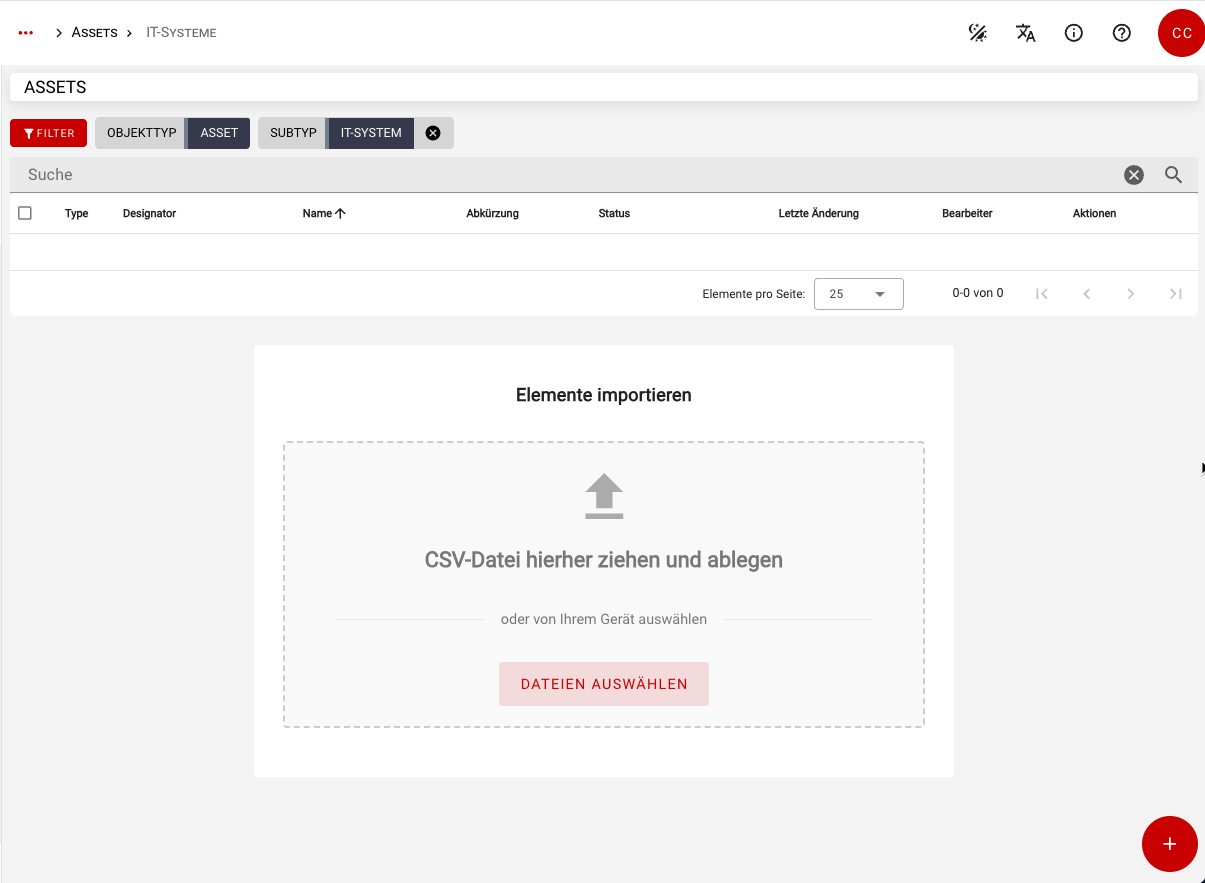 ASSETS IT-SYSTEME CC
ASSETS
FILTER OBJEKTTYP ASSET SUBTYP IT-SYSTEM
Suche
Type Designator Name Abkürzung Status Letzte Änderung Bearbeiter Aktionen
Elemente pro Seite: 25 0-0 von 0
Elemente importieren
CSV-Datei hierher ziehen und ablegen
oder von Ihrem Gerät auswählen
DATEIEN AUSWÄHLEN